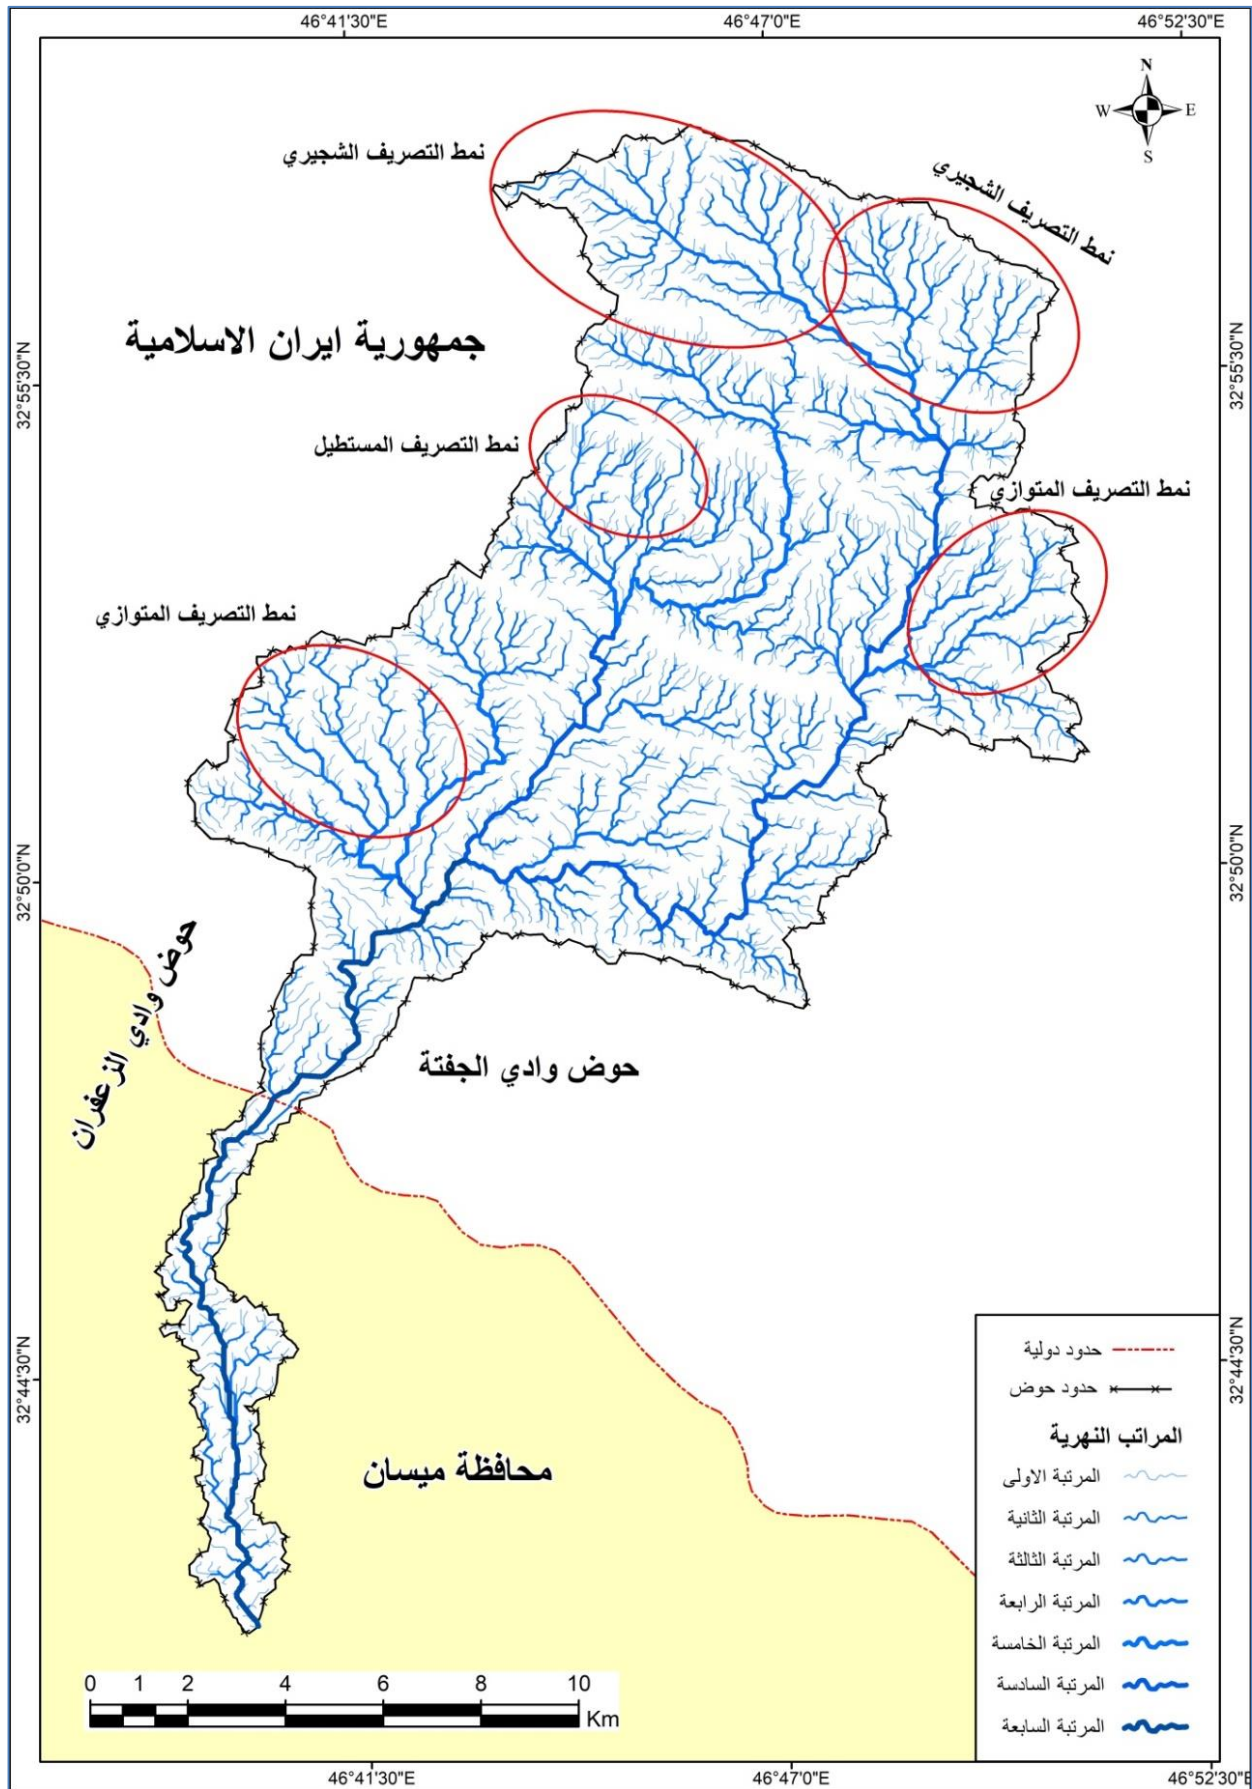 46°41'30"E
46°47'0"E
46°52'30"E
N
W
E
S
نمط التصريف الشجيري
نمط التصريف الشجيري
جمهورية ايران الاسلامية
32°55'30"N
32°55'30"N
نمط التصريف المستطيل
نمط التصريف المتوازي
نمط التصريف المتوازي
32°50'0"N
32°50'0"N
حوض وادي الزعفران
حوض وادي الجفتة
32°44'30"N
32°44'30"N
محافظة ميسان
حدود دولية
حدود حوض
المراتب النهرية
المرتبة الاولى
المرتبة الثانية
المرتبة الثالثة
المرتبة الرابعة
المرتبة الخامسة
المرتبة السادسة
المرتبة السابعة
0 1 2 4 6 8 10
Km
46°41'30"E
46°47'0"E
46°52'30"E